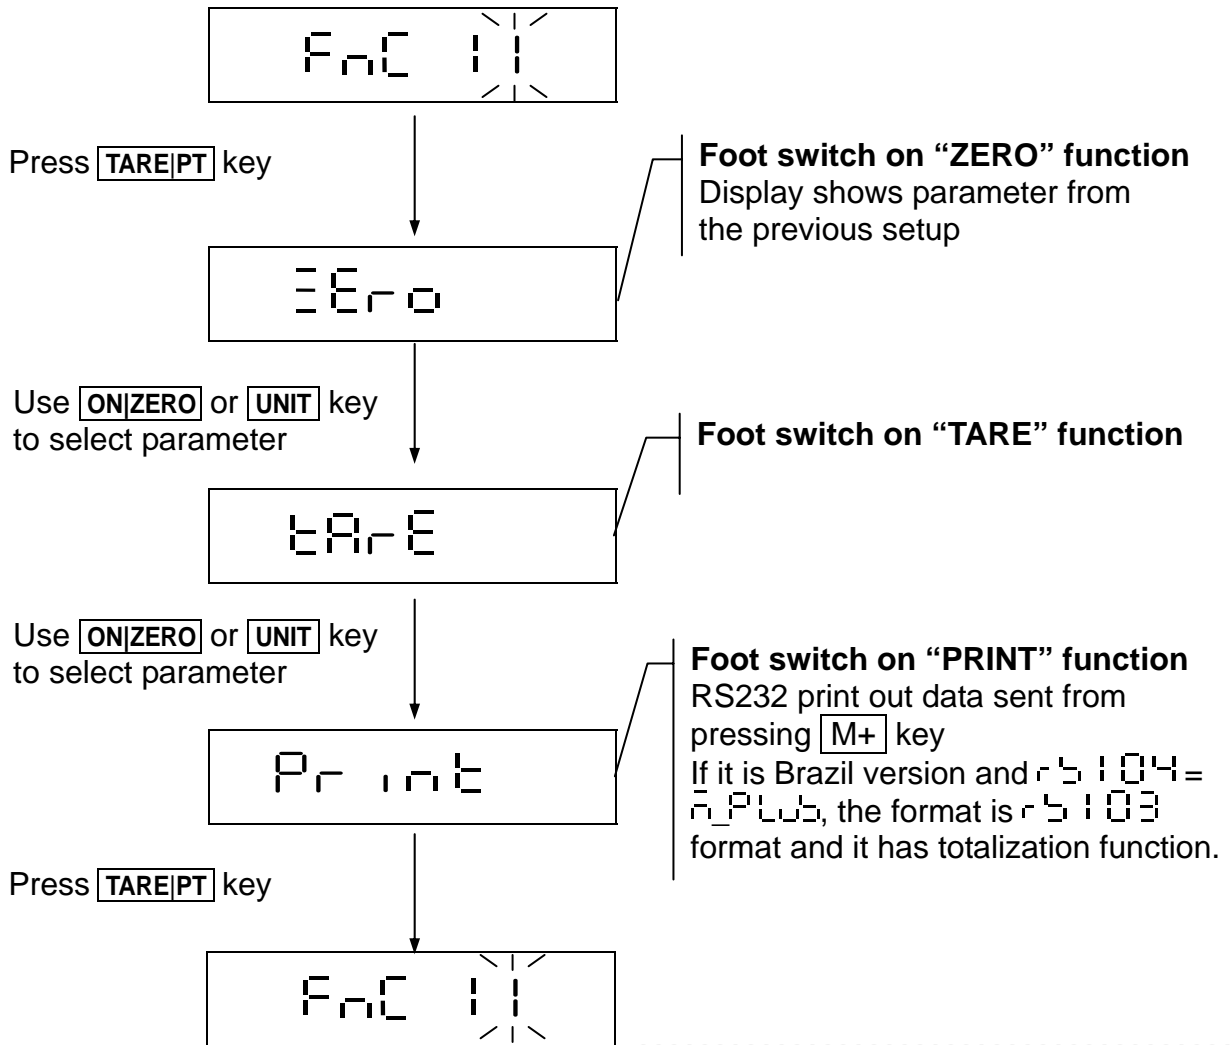 FnC 11
Press TARE|PT key
Foot switch on “ZERO” function
Display shows parameter from
the previous setup
ZEro
Use ON|ZERO or UNIT key
to select parameter
Foot switch on “TARE” function
tArE
Use ON|ZERO or UNIT key
to select parameter
Foot switch on “PRINT” function
RS232 print out data sent from
pressing M+ key
If it is Brazil version and rS104=
m_PLuS, the format is rS103
format and it has totalization function.
Print
Press TARE|PT key
FnC 11